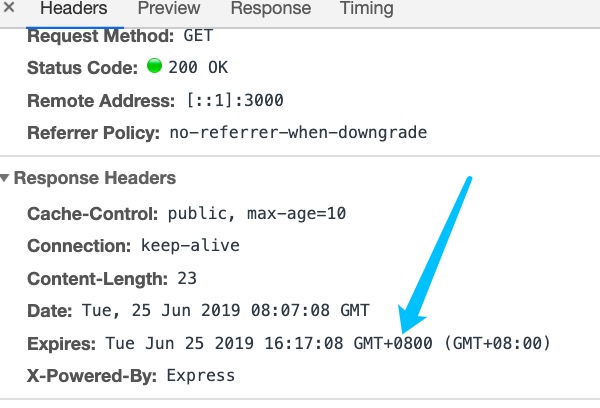 × Headers Preview Response Timing
Request Method: GET
Status Code: 200 OK
Remote Address: [::1]:3000
Referrer Policy: no-referrer-when-downgrade
Response Headers
Cache-Control: public, max-age=10
Connection: keep-alive
Content-Length: 23
Date: Tue, 25 Jun 2019 08:07:08 GMT
Expires: Tue Jun 25 2019 16:17:08 GMT+0800 (GMT+08:00)
X-Powered-By: Express